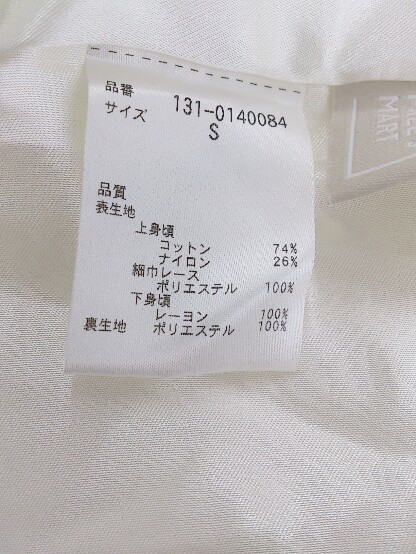 品番 131-0140084
サイズ S
品質
表生地
上身頃
コットン 74%
ナイロン 26%
細巾レース
ポリエステル 100%
下身頃
レーヨン 100%
裏生地 ポリエステル 100%
MART